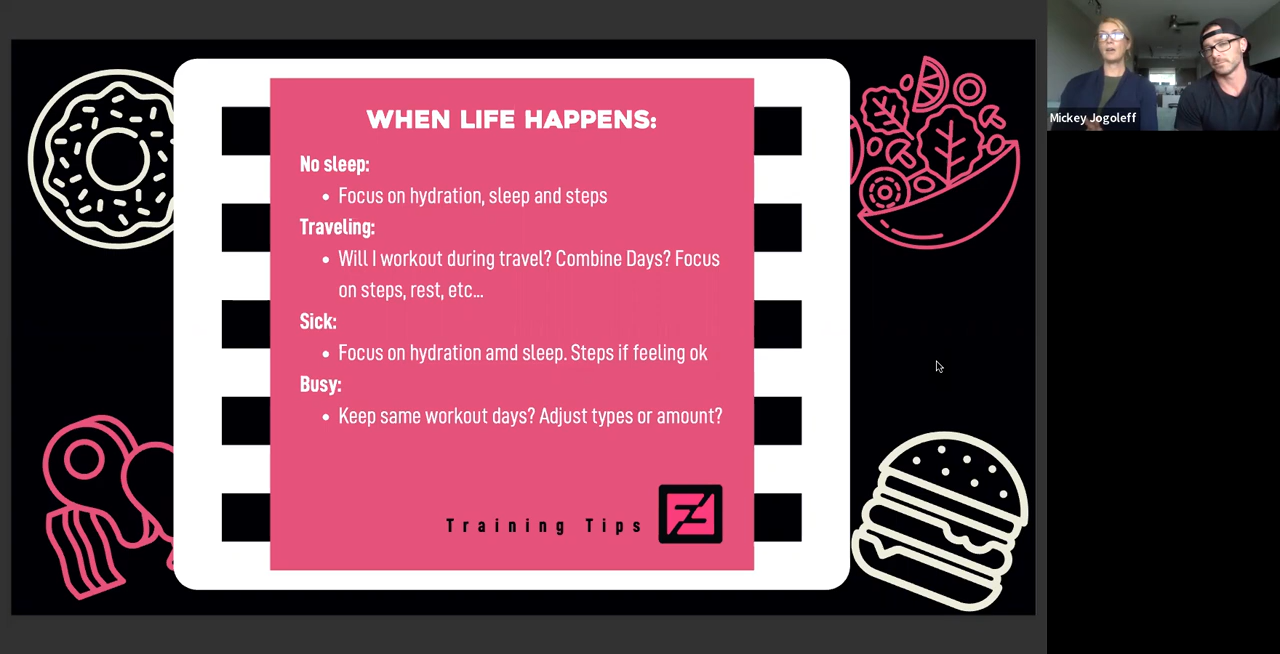 WHEN LIFE HAPPENS:
No sleep:
• Focus on hydration, sleep and steps
Traveling:
• Will I workout during travel? Combine Days? Focus
on steps, rest, etc...
Sick:
• Focus on hydration amd sleep. Steps if feeling ok
Busy:
• Keep same workout days? Adjust types or amount?
Training Tips
Mickey Jogoleff